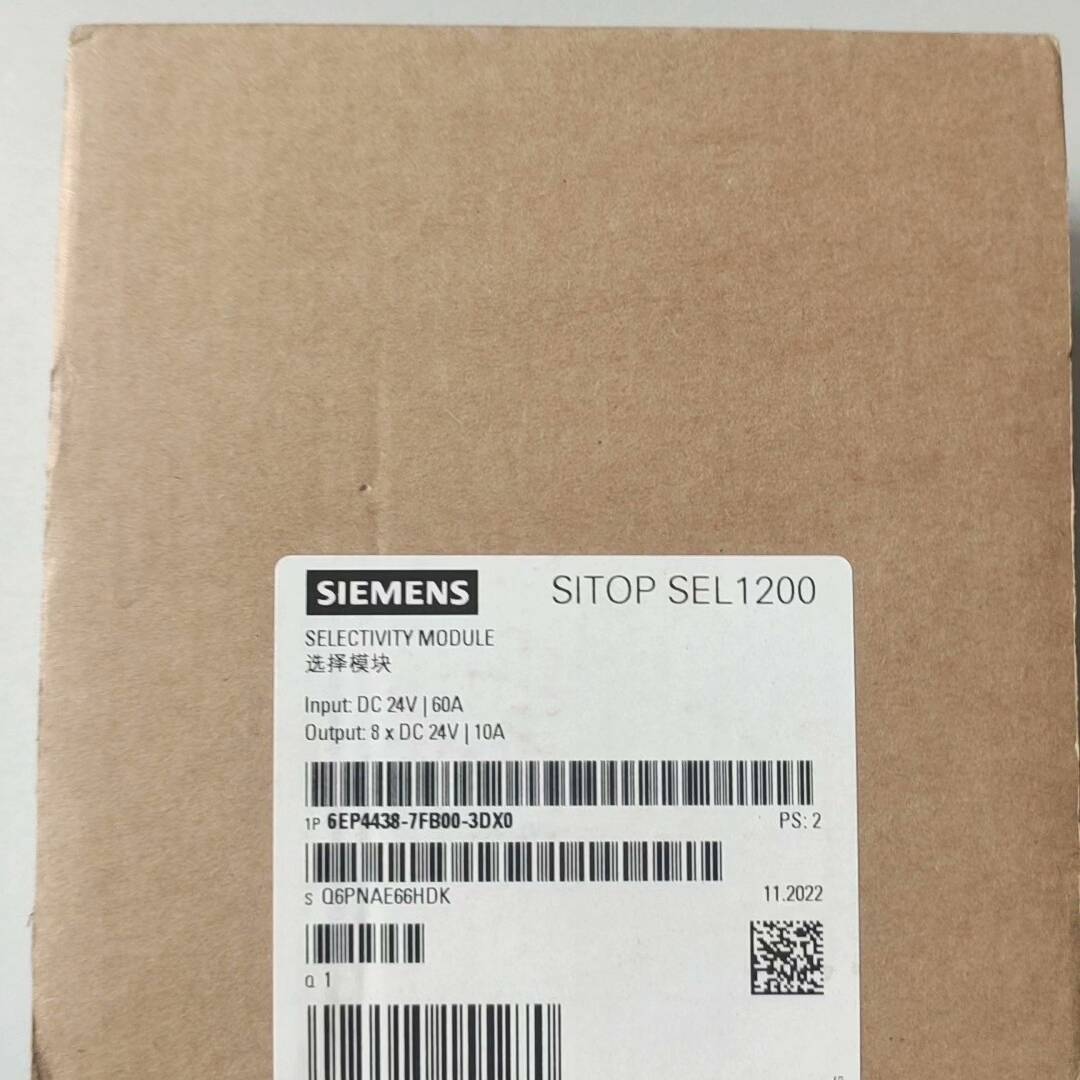 SIEMENS SITOP SEL1200
SELECTIVITY MODULE
选择模块
Input: DC 24V | 60A
Output: 8 x DC 24V | 10A
1P 6EP4438-7FB00-3DX0 PS: 2
S Q6PNAE66HDK 11.2022
Q 1